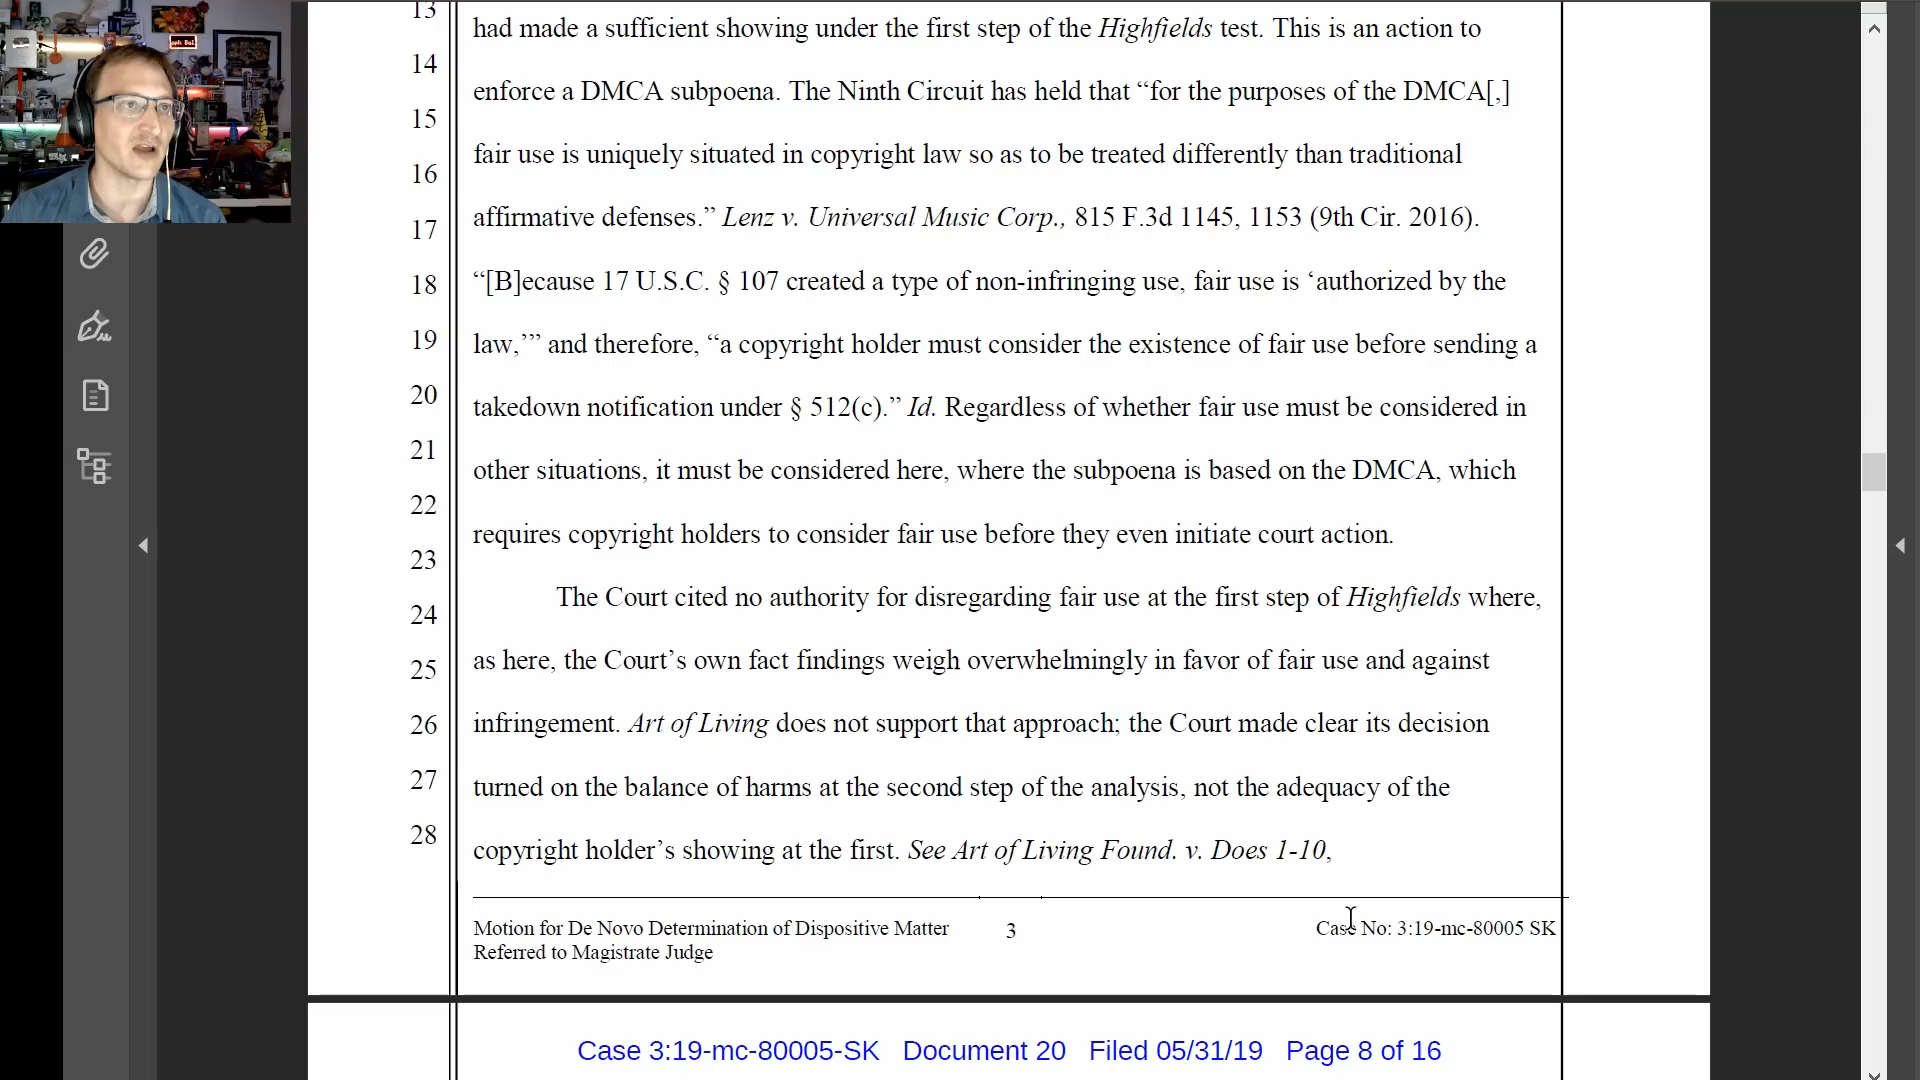 13 had made a sufficient showing under the first step of the Highfields test. This is an action to
14 enforce a DMCA subpoena. The Ninth Circuit has held that “for the purposes of the DMCA[,]
15
fair use is uniquely situated in copyright law so as to be treated differently than traditional
16
affirmative defenses.” Lenz v. Universal Music Corp., 815 F.3d 1145, 1153 (9th Cir. 2016).
17
18 “[B]ecause 17 U.S.C. § 107 created a type of non-infringing use, fair use is ‘authorized by the
19 law,’” and therefore, “a copyright holder must consider the existence of fair use before sending a
20 takedown notification under § 512(c).” Id. Regardless of whether fair use must be considered in
21
other situations, it must be considered here, where the subpoena is based on the DMCA, which
22
requires copyright holders to consider fair use before they even initiate court action.
23
The Court cited no authority for disregarding fair use at the first step of Highfields where,
24
25 as here, the Court’s own fact findings weigh overwhelmingly in favor of fair use and against
26 infringement. Art of Living does not support that approach; the Court made clear its decision
27 turned on the balance of harms at the second step of the analysis, not the adequacy of the
28
copyright holder’s showing at the first. See Art of Living Found. v. Does 1-10,
Motion for De Novo Determination of Dispositive Matter 3 Case No: 3:19-mc-80005 SK
Referred to Magistrate Judge
Case 3:19-mc-80005-SK Document 20 Filed 05/31/19 Page 8 of 16